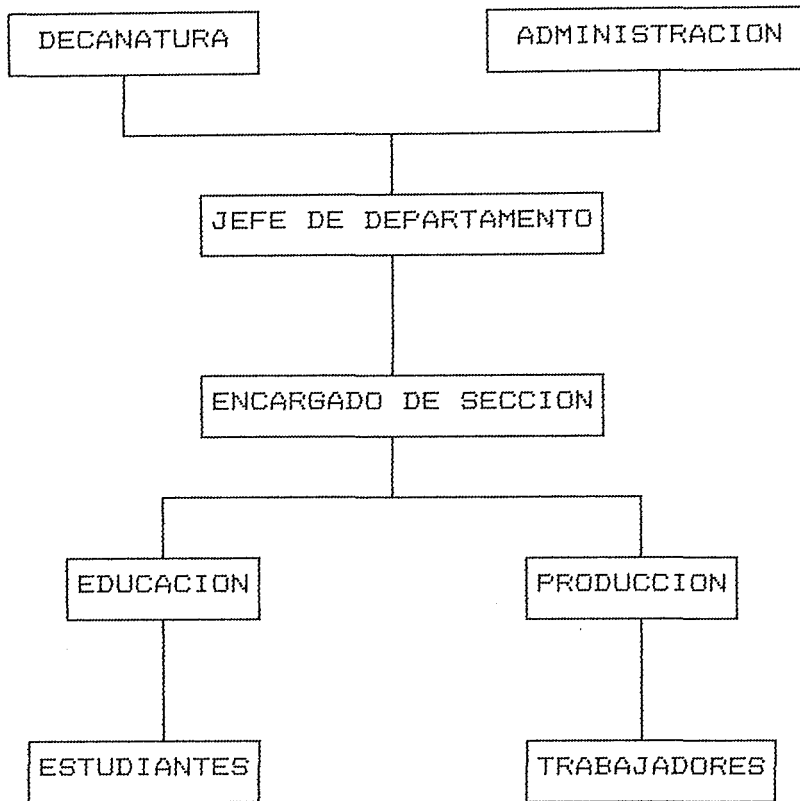 DECANATURA
ADMINISTRACION
JEFE DE DEPARTAMENTO
ENCARGADO DE SECCION
EDUCACION
PRODUCCION
ESTUDIANTES
TRABAJADORES